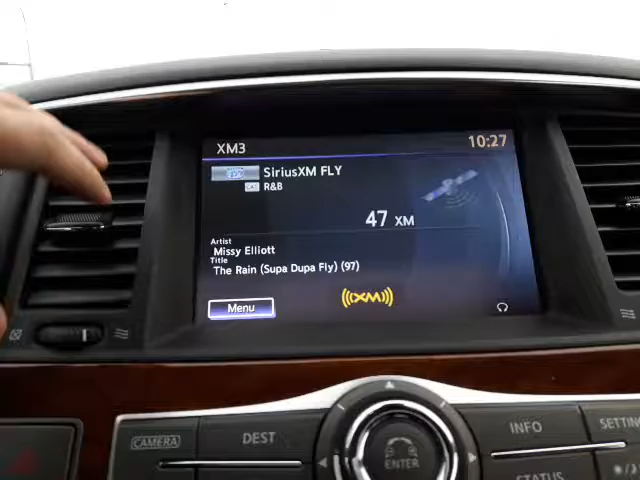 XM3
10:27
SiriusXM FLY
CAT R&B
47 XM
Artist
Missy Elliott
Title
The Rain (Supa Dupa Fly) (97)
Menu
((XM))
CAMERA
DEST
ENTER
INFO
SETTING
STATUS